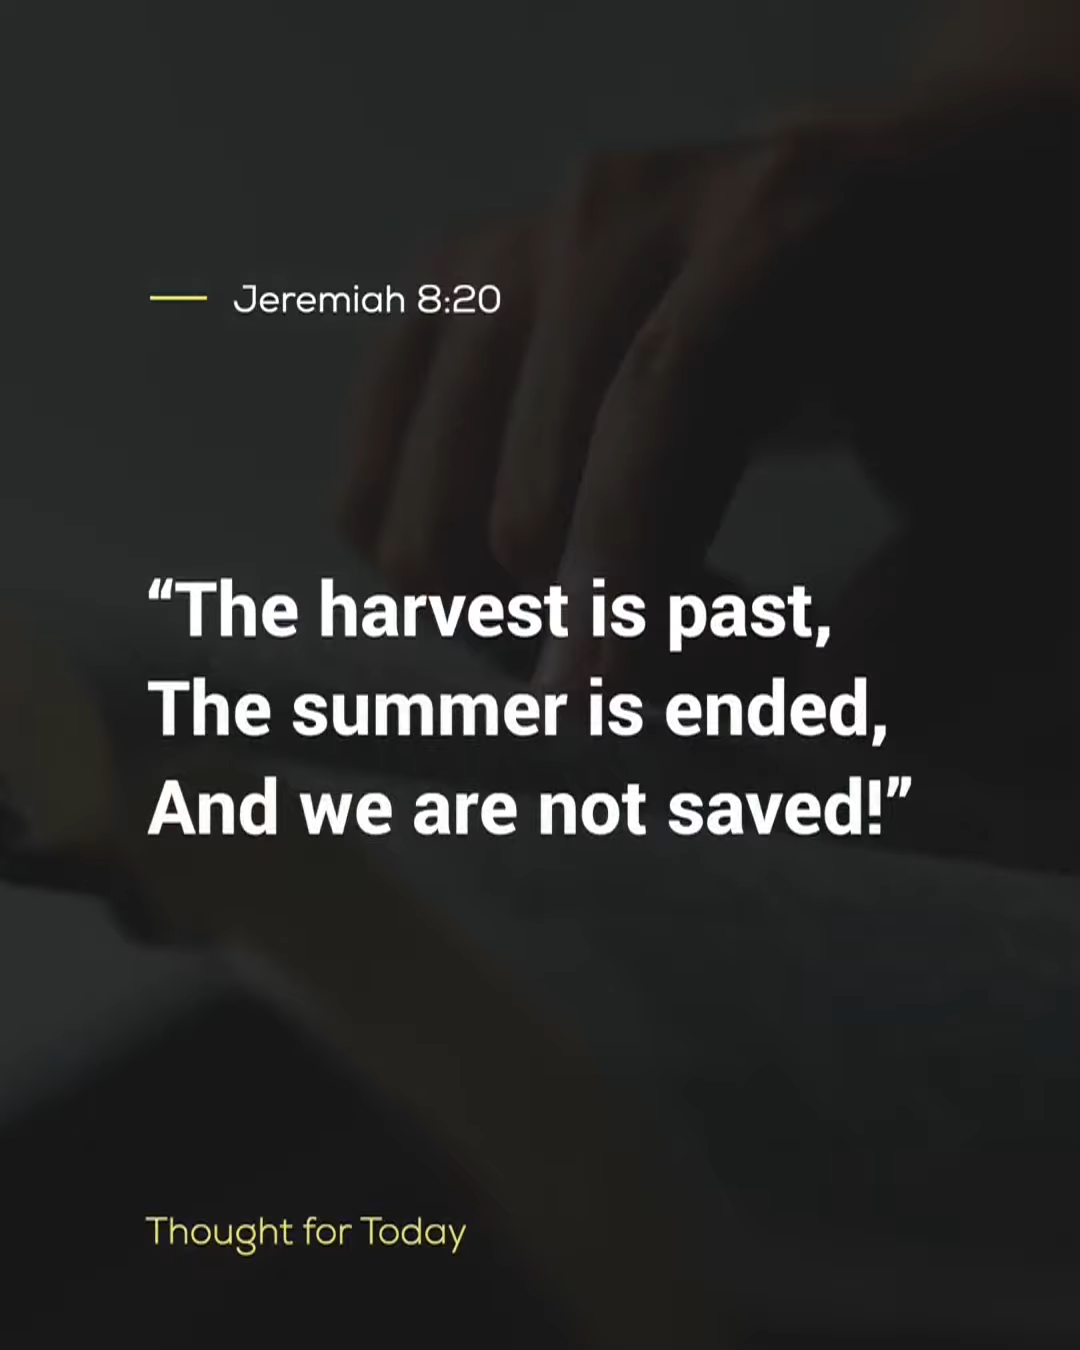 Jeremiah 8:20
“The harvest is past,
The summer is ended,
And we are not saved!”
Thought for Today